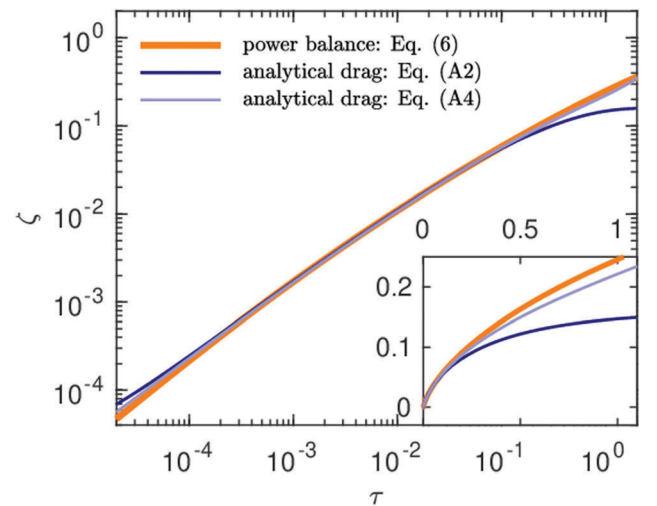 10^0
power balance: Eq. (6)
analytical drag: Eq. (A2)
analytical drag: Eq. (A4)
10^-1
ζ
10^-2
0 0.5 1
0.2
10^-3
0.1
10^-4
0
10^-4 10^-3 10^-2 10^-1 10^0
τ